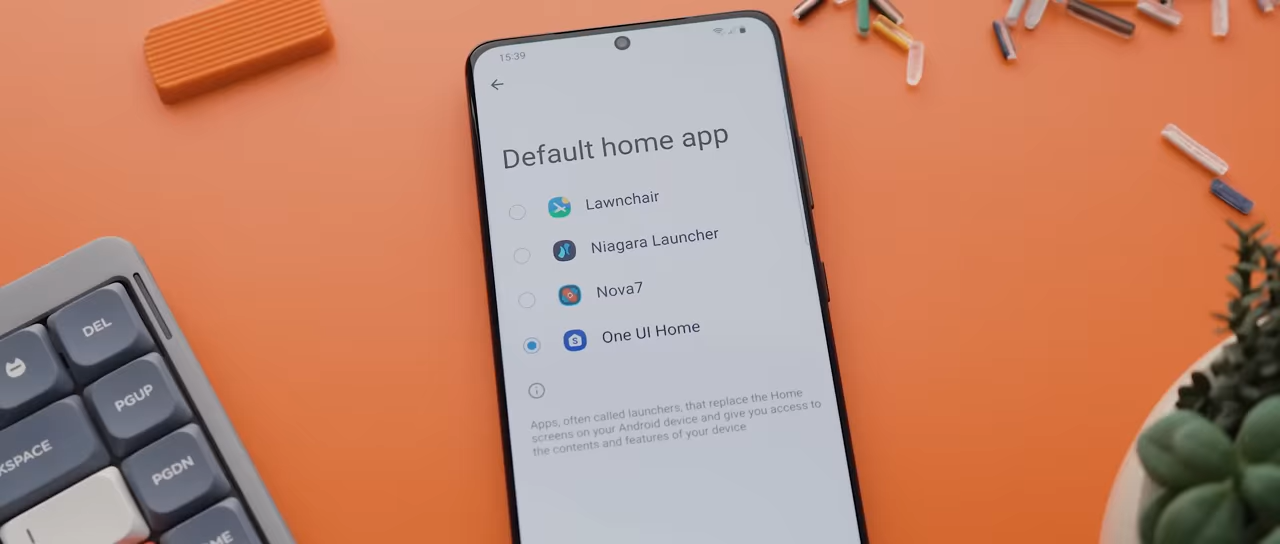 15:39
Default home app
Lawnchair
Niagara Launcher
Nova7
One UI Home
Apps, often called launchers, that replace the Home
screens on your Android device and give you access to
the contents and features of your device
DEL
PGUP
KSPACE
PGDN
OME